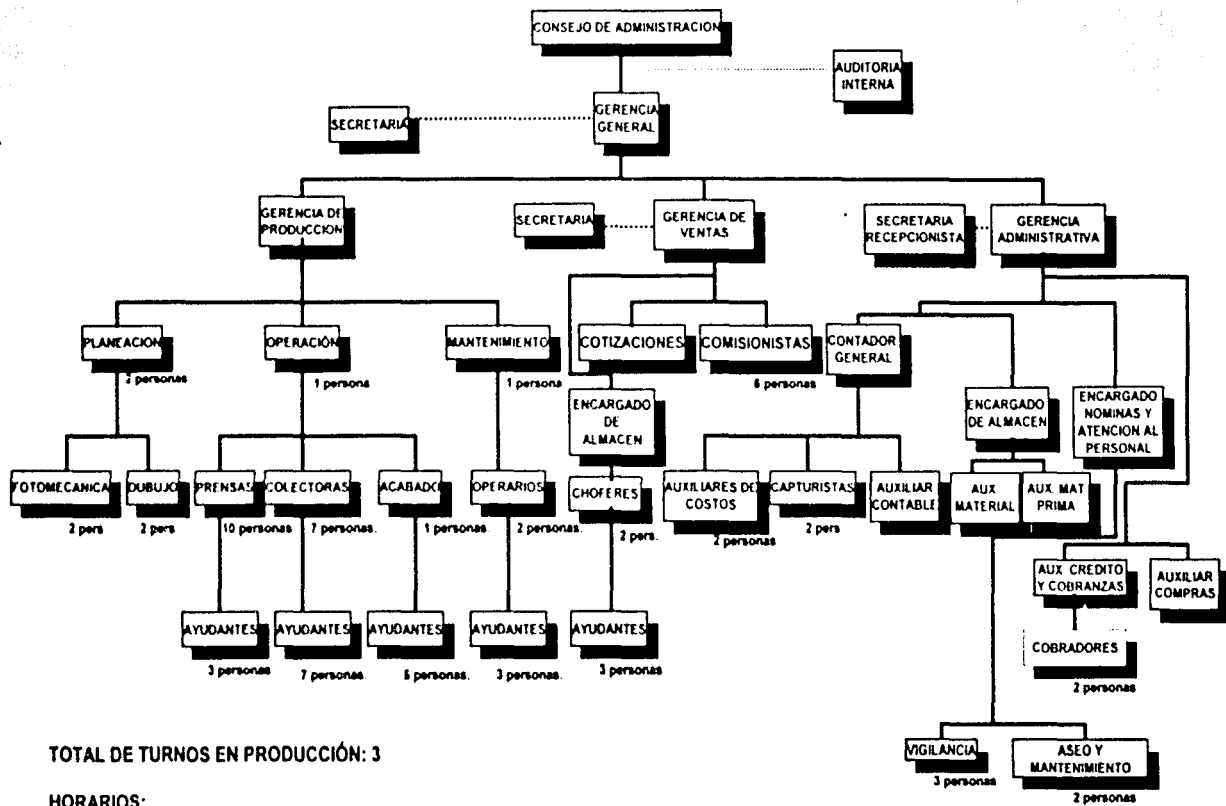 CONSEJO DE ADMINISTRACION
AUDITORIA
INTERNA
SECRETARIA
GERENCIA
GENERAL
GERENCIA DE
PRODUCCION
SECRETARIA
GERENCIA DE
VENTAS
SECRETARIA
RECEPCIONISTA
GERENCIA
ADMINISTRATIVA
PLANEACION
2 personas
OPERACIÓN
1 persona
MANTENIMIENTO
1 persona
COTIZACIONES
COMISIONISTAS
6 personas
CONTADOR
GENERAL
ENCARGADO
DE
ALMACEN
ENCARGADO
DE ALMACEN
ENCARGADO
NOMINAS Y
ATENCION AL
PERSONAL
FOTOMECANICA
2 pers
DUBUJO
2 pers
PRENSAS
10 personas
COLECTORAS
7 personas.
ACABADO
1 personas.
OPERARIOS
2 personas.
CHOFERES
2 pers.
AUXILIARES DE
COSTOS
2 personas
CAPTURISTAS
2 pers
AUXILIAR
CONTABLE
AUX
MATERIAL
AUX. MAT
PRIMA
AUX CREDITO
Y COBRANZAS
AUXILIAR
COMPRAS
AYUDANTES
3 personas
AYUDANTES
7 personas.
AYUDANTES
5 personas.
AYUDANTES
3 personas.
AYUDANTES
3 personas
COBRADORES
2 personas
VIGILANCIA
3 personas
ASEO Y
MANTENIMIENTO
2 personas
TOTAL DE TURNOS EN PRODUCCIÓN: 3
HORARIOS: